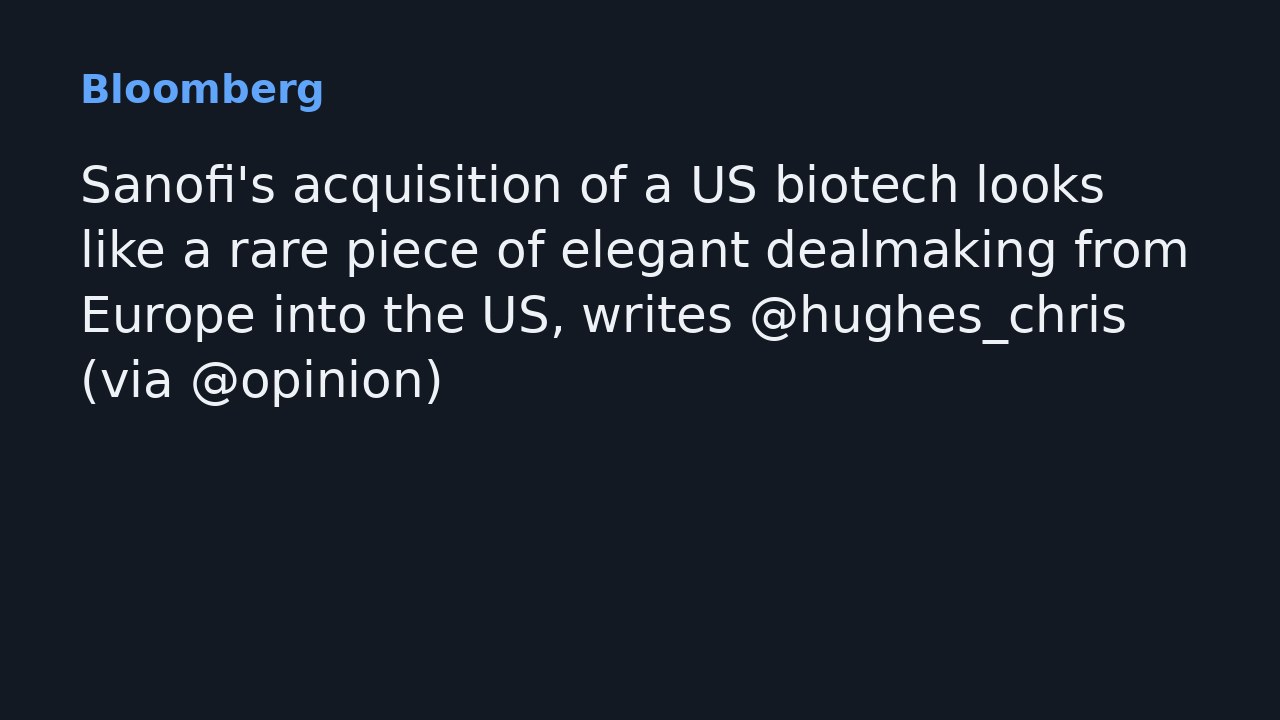 Bloomberg
Sanofi's acquisition of a US biotech looks
like a rare piece of elegant dealmaking from
Europe into the US, writes @hughes_chris
(via @opinion)